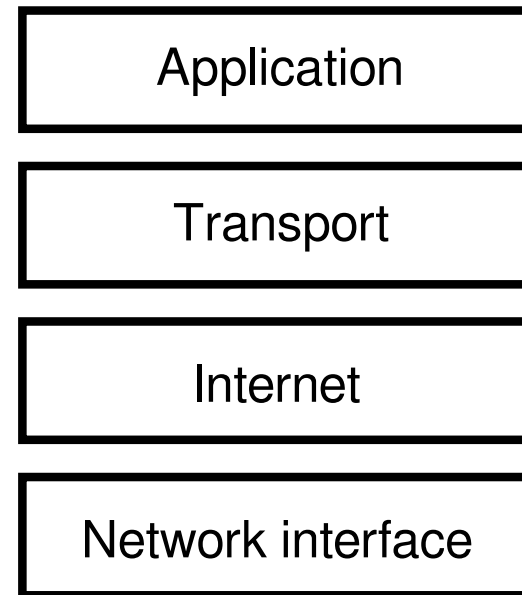 Application
Transport
Internet
Network interface